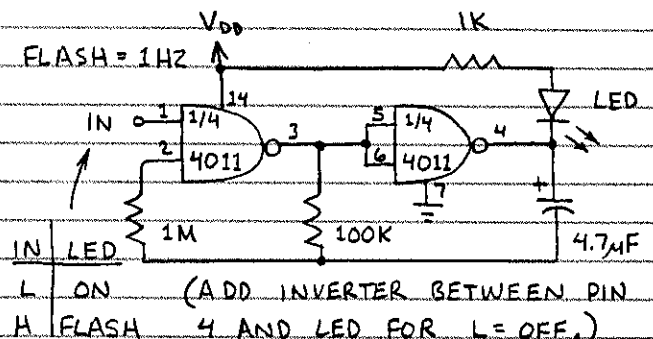 V_DD 1K
FLASH = 1HZ
14
LED
IN 1 1/4 3 5 1/4 4
2 4011 6 4011
7
+
1M 100K 4.7µF
IN LED
L ON (ADD INVERTER BETWEEN PIN
H FLASH 4 AND LED FOR L = OFF.)